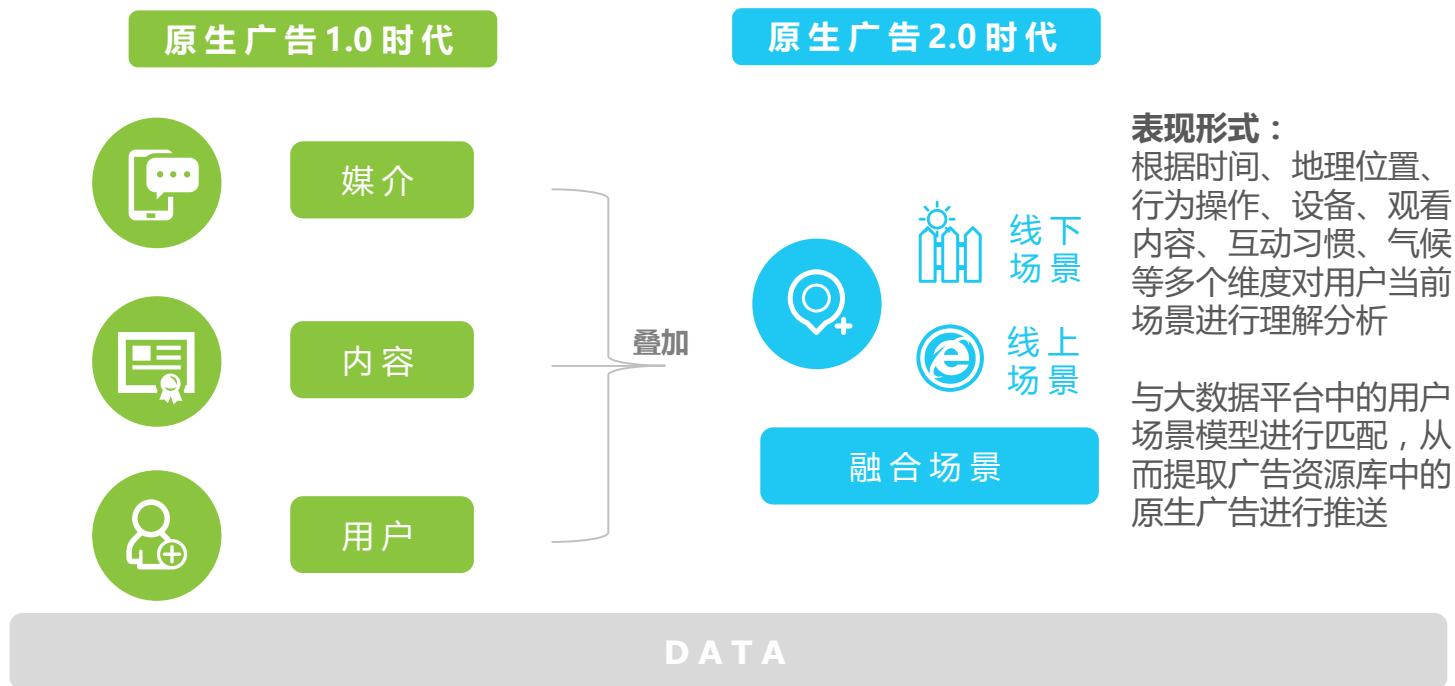 原生广告1.0时代
原生广告2.0时代
媒介
内容
用户
叠加
线下
场景
线上
场景
融合场景
表现形式：
根据时间、地理位置、
行为操作、设备、观看
内容、互动习惯、气候
等多个维度对用户当前
场景进行理解分析
与大数据平台中的用户
场景模型进行匹配，从
而提取广告资源库中的
原生广告进行推送
DATA